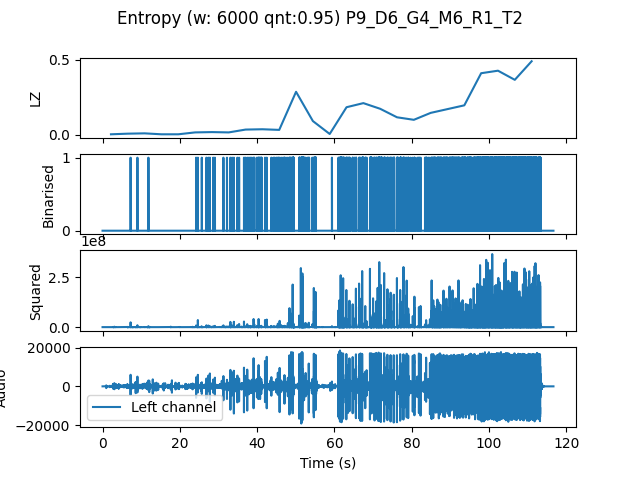 Entropy (w: 6000 qnt:0.95) P9_D6_G4_M6_R1_T2
0.5
0.0
LZ
1
0
Binarised
1e8
2.5
0.0
Squared
20000
0
−20000
Audio
Left channel
0 20 40 60 80 100 120
Time (s)